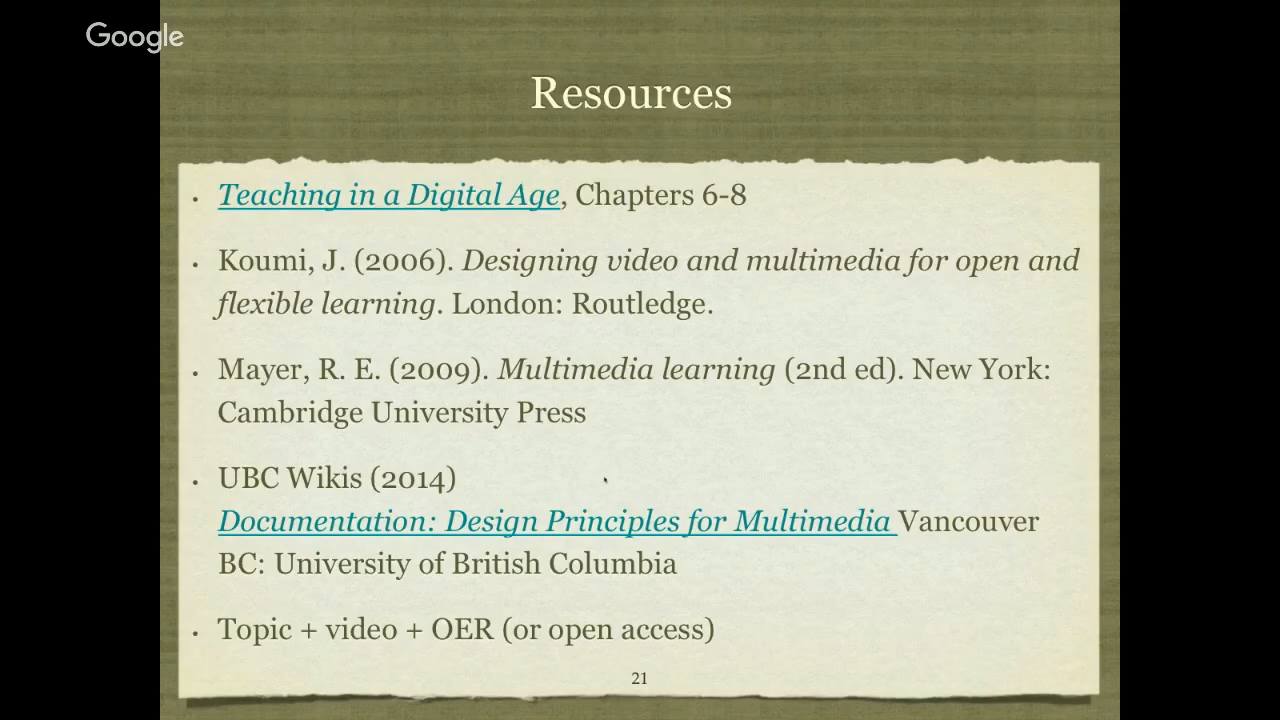 Google
Resources
• Teaching in a Digital Age, Chapters 6-8
• Koumi, J. (2006). Designing video and multimedia for open and
flexible learning. London: Routledge.
• Mayer, R. E. (2009). Multimedia learning (2nd ed). New York:
Cambridge University Press
• UBC Wikis (2014)
Documentation: Design Principles for Multimedia Vancouver
BC: University of British Columbia
• Topic + video + OER (or open access)
21